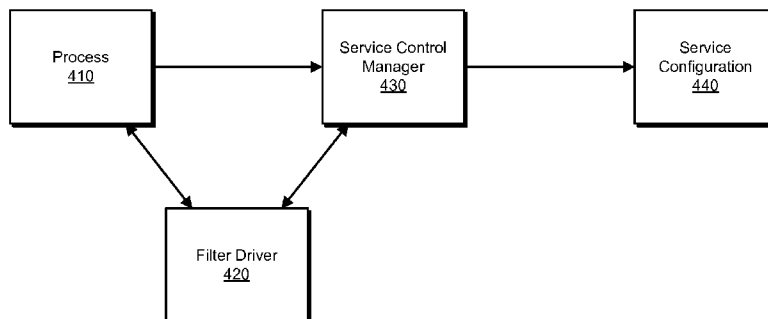 Process
410
Service Control
Manager
430
Service
Configuration
440
Filter Driver
420